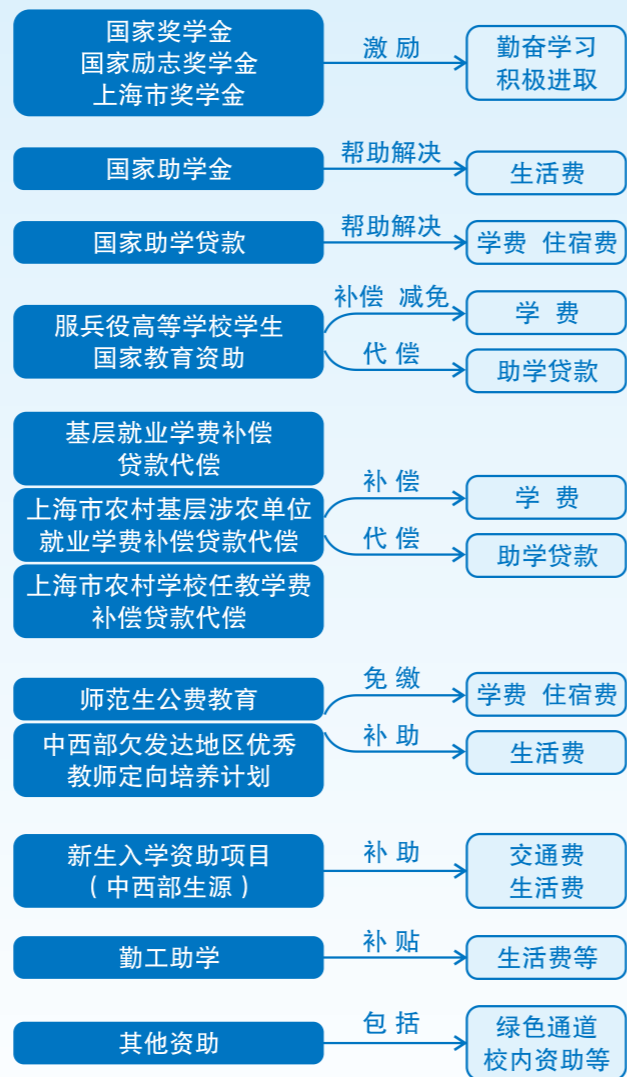 国家奖学金
国家励志奖学金
上海市奖学金
激励
勤奋学习
积极进取
国家助学金
帮助解决
生活费
国家助学贷款
帮助解决
学费 住宿费
服兵役高等学校学生
国家教育资助
补偿 减免
学 费
代偿
助学贷款
基层就业学费补偿
贷款代偿
上海市农村基层涉农单位
就业学费补偿贷款代偿
上海市农村学校任教学费
补偿贷款代偿
补偿
学 费
代偿
助学贷款
师范生公费教育
中西部欠发达地区优秀
教师定向培养计划
免缴
学费 住宿费
补助
生活费
新生入学资助项目
（中西部生源）
补助
交通费
生活费
勤工助学
补贴
生活费等
其他资助
包括
绿色通道
校内资助等